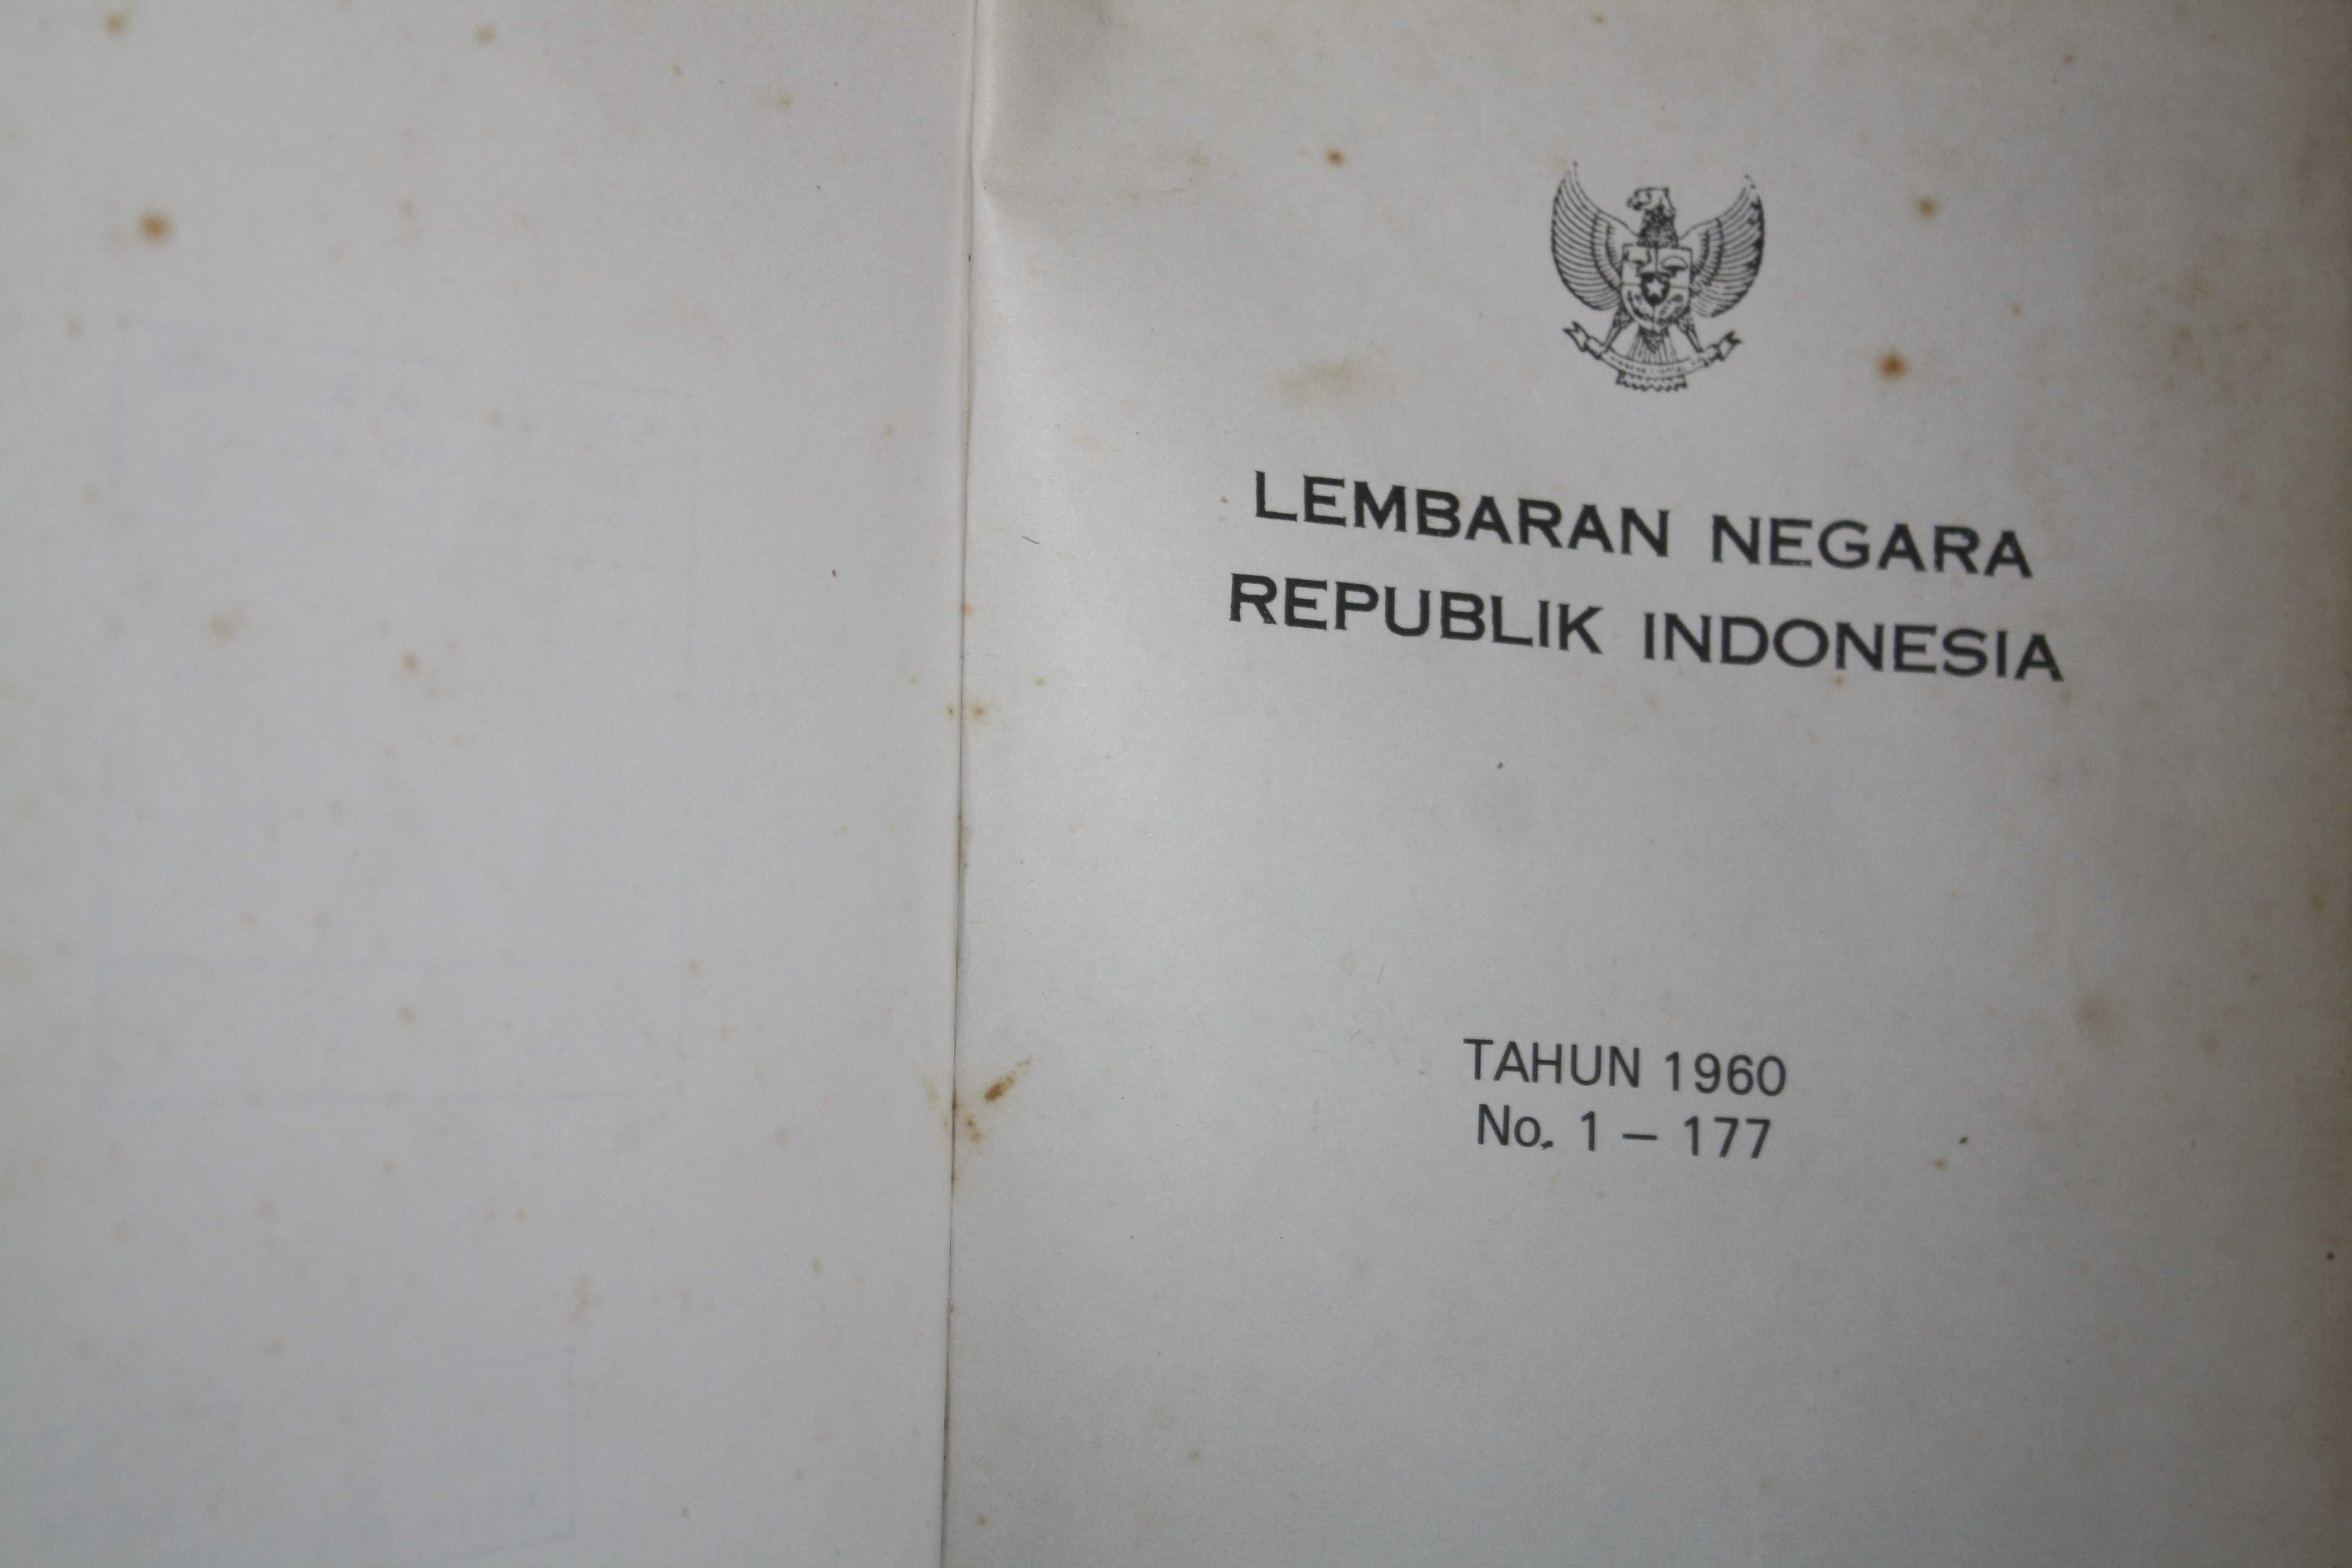 LEMBARAN NEGARA
REPUBLIK INDONESIA
TAHUN 1960
No. 1 – 177